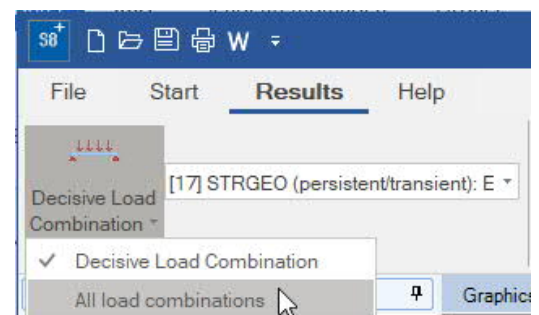 S8+ W
File Start Results Help
[17] STRGEO (persistent/transient): E
Decisive Load
Combination
Decisive Load Combination
All load combinations
Graphics